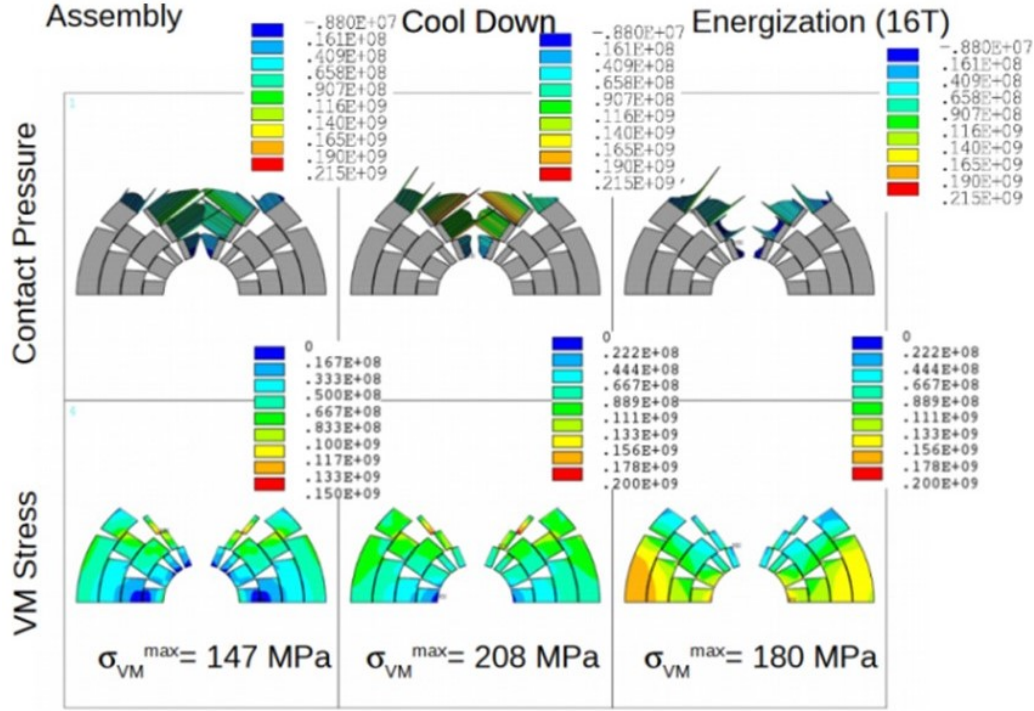 Assembly
Cool Down
Energization (16T)
-.880E+07
.161E+08
.409E+08
.658E+08
.907E+08
.116E+09
.140E+09
.165E+09
.190E+09
.215E+09
-.880E+07
.161E+08
.409E+08
.658E+08
.907E+08
.116E+09
.140E+09
.165E+09
.190E+09
.215E+09
-.880E+07
.161E+08
.409E+08
.658E+08
.907E+08
.116E+09
.140E+09
.165E+09
.190E+09
.215E+09
1
Contact Pressure
0
.167E+08
.333E+08
.500E+08
.667E+08
.833E+08
.100E+09
.117E+09
.133E+09
.150E+09
0
.222E+08
.444E+08
.667E+08
.889E+08
.111E+09
.133E+09
.156E+09
.178E+09
.200E+09
0
.222E+08
.444E+08
.667E+08
.889E+08
.111E+09
.133E+09
.156E+09
.178E+09
.200E+09
4
VM Stress
σVMmax= 147 MPa
σVMmax= 208 MPa
σVMmax= 180 MPa